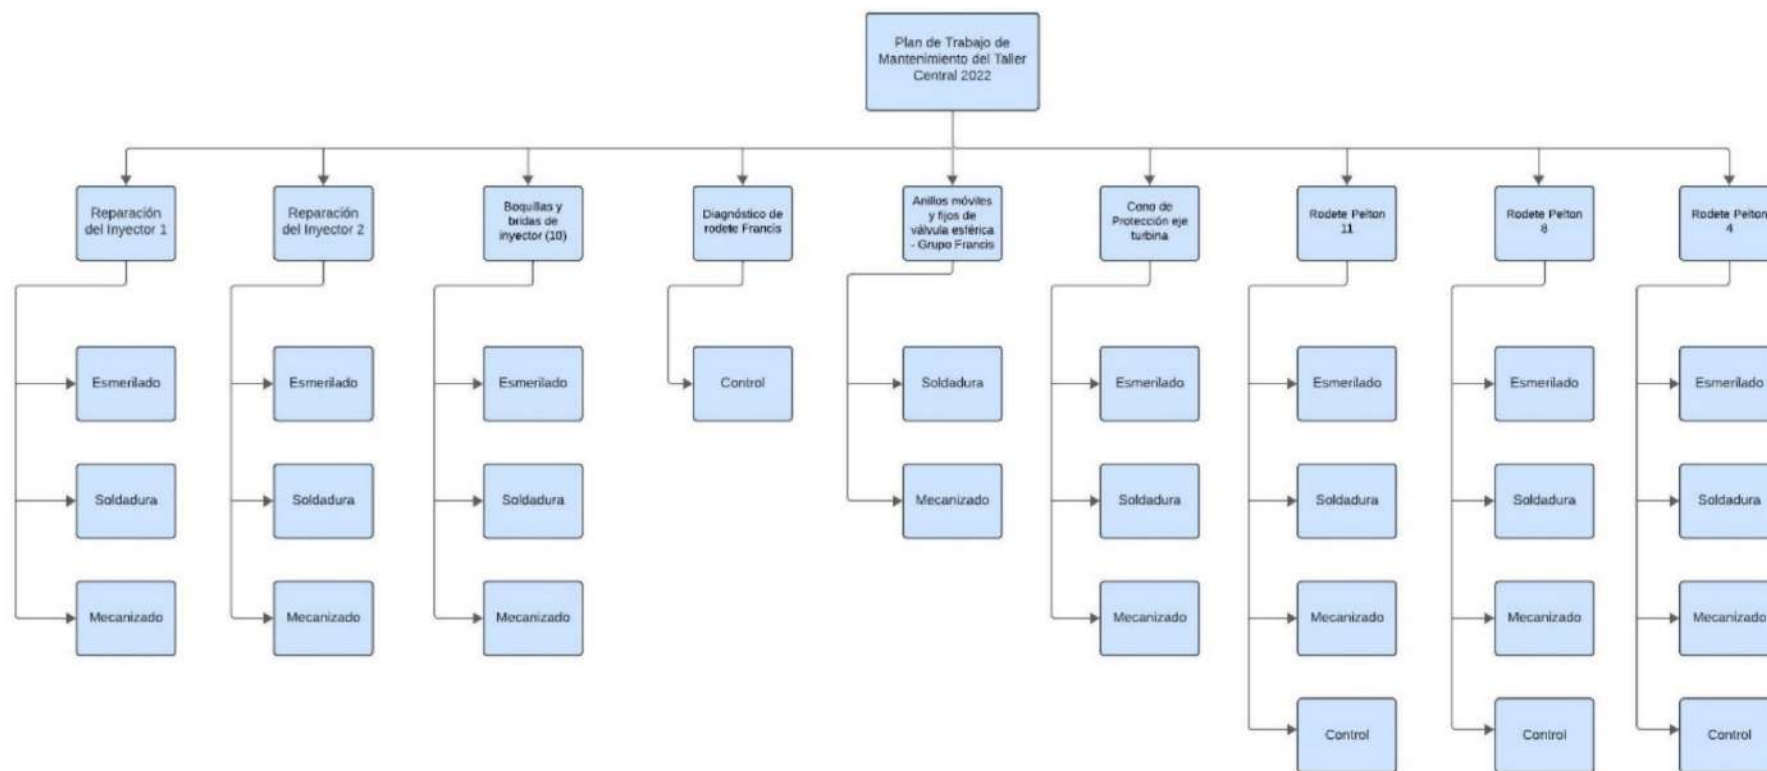 Plan de Trabajo de
Mantenimiento del Taller
Central 2022
Reparación
del Inyector 1
Reparación
del Inyector 2
Boquillas y
bridas de
inyector (10)
Diagnóstico de
rodete Francis
Anillos móviles
y fijos de
válvula esférica
- Grupo Francis
Cono de
Protección eje
turbina
Rodete Pelton
11
Rodete Pelton
8
Rodete Pelton
4
Esmerilado
Esmerilado
Esmerilado
Control
Soldadura
Esmerilado
Esmerilado
Esmerilado
Esmerilado
Soldadura
Soldadura
Soldadura
Mecanizado
Soldadura
Soldadura
Soldadura
Soldadura
Mecanizado
Mecanizado
Mecanizado
Mecanizado
Mecanizado
Mecanizado
Mecanizado
Control
Control
Control